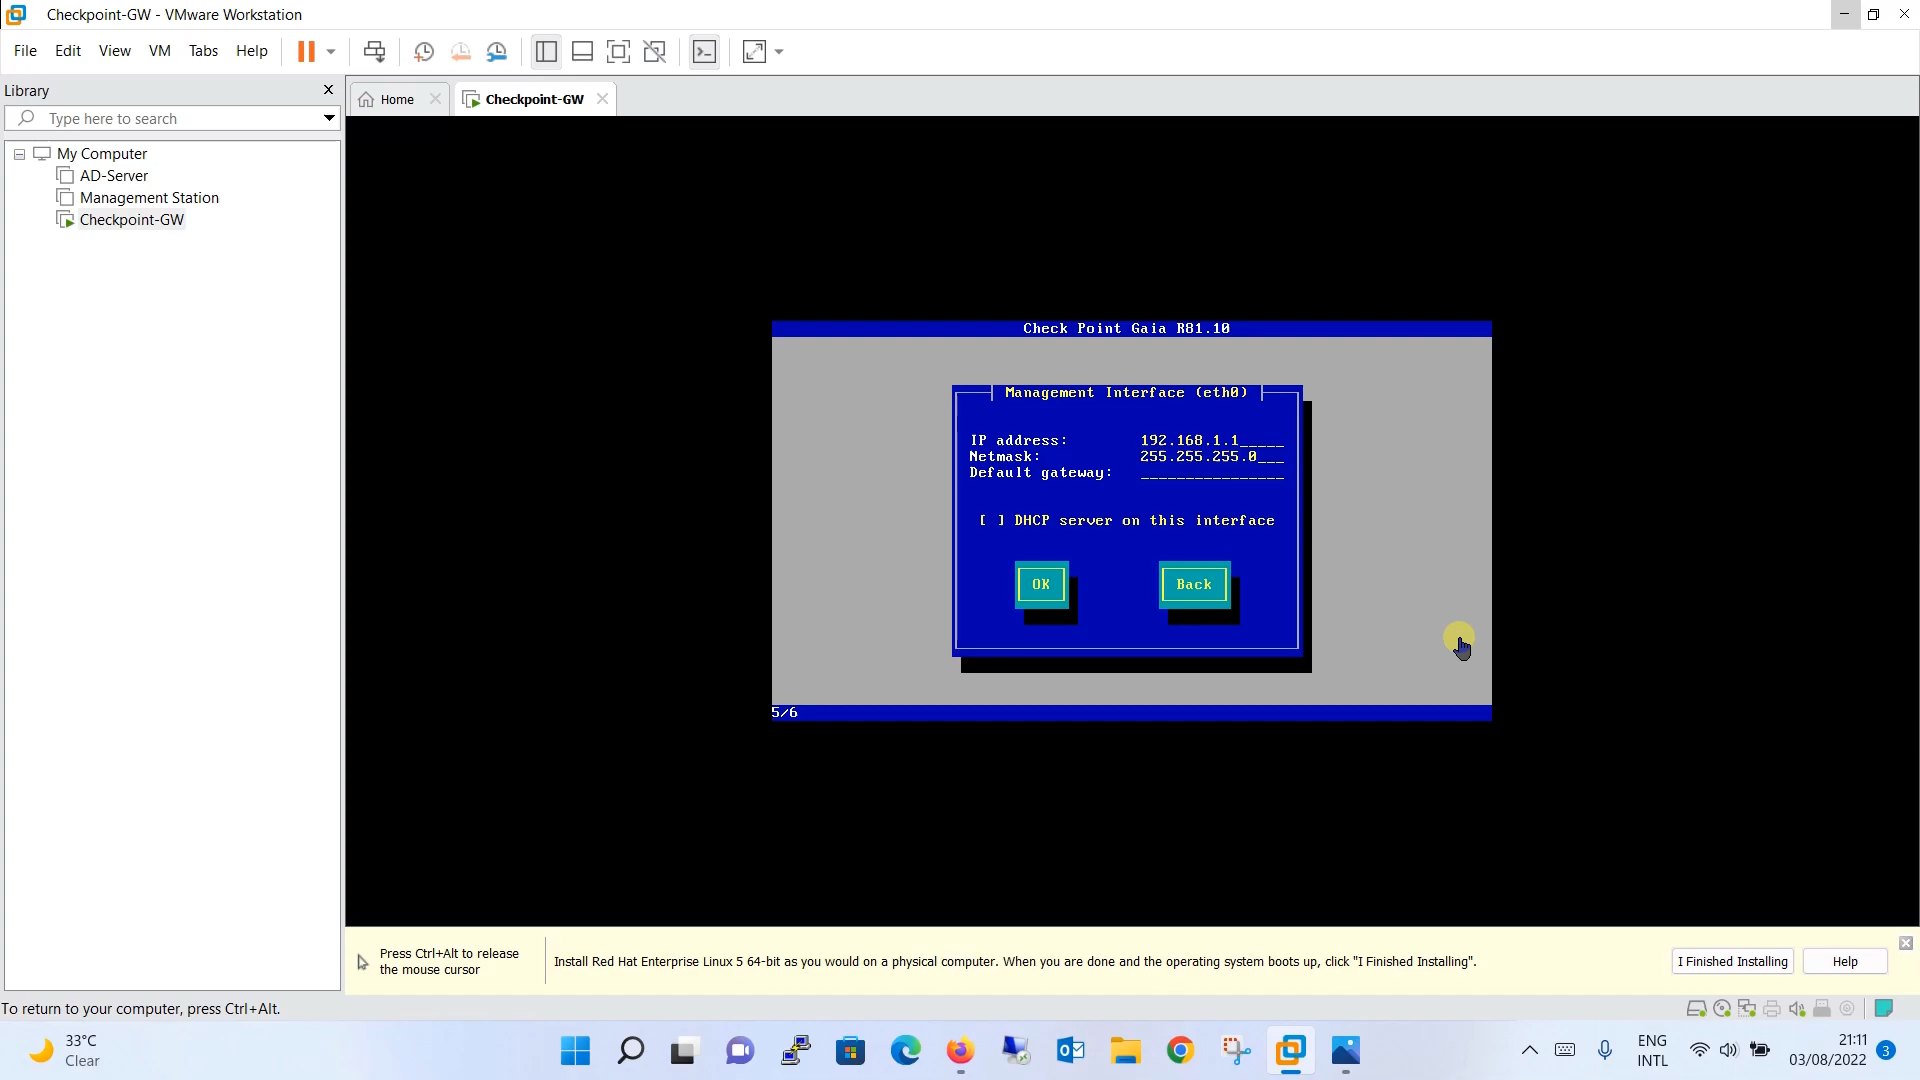 Checkpoint-GW - VMware Workstation
File Edit View VM Tabs Help
Library
Type here to search
My Computer
AD-Server
Management Station
Checkpoint-GW
Home
Checkpoint-GW
Check Point Gaia R81.10
Management Interface (eth0)
IP address: 192.168.1.1_____
Netmask: 255.255.255.0___
Default gateway: ________________
[ ] DHCP server on this interface
OK Back
5/6
Press Ctrl+Alt to release
the mouse cursor
Install Red Hat Enterprise Linux 5 64-bit as you would on a physical computer. When you are done and the operating system boots up, click "I Finished Installing".
I Finished Installing
Help
To return to your computer, press Ctrl+Alt.
33°C
Clear
ENG
INTL
21:11
03/08/2022
3